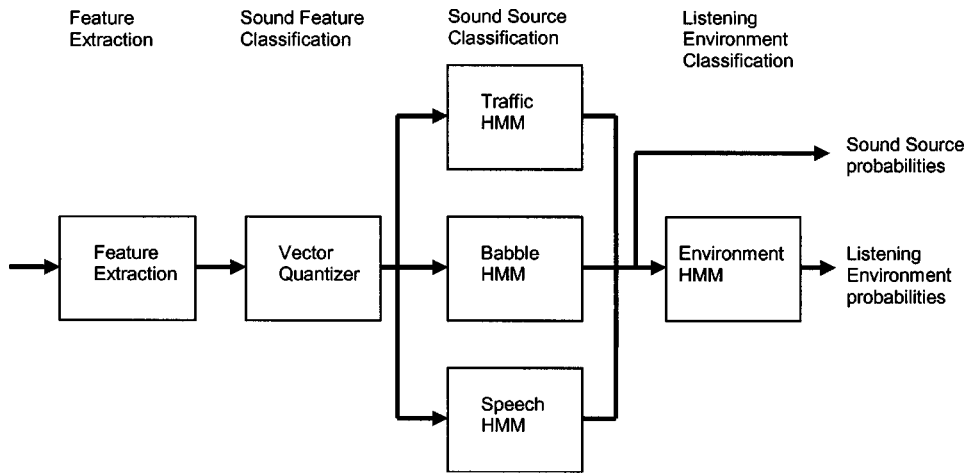 Feature
Extraction
Sound Feature
Classification
Sound Source
Classification
Listening
Environment
Classification
Traffic
HMM
Sound Source
probabilities
Feature
Extraction
Vector
Quantizer
Babble
HMM
Environment
HMM
Listening
Environment
probabilities
Speech
HMM